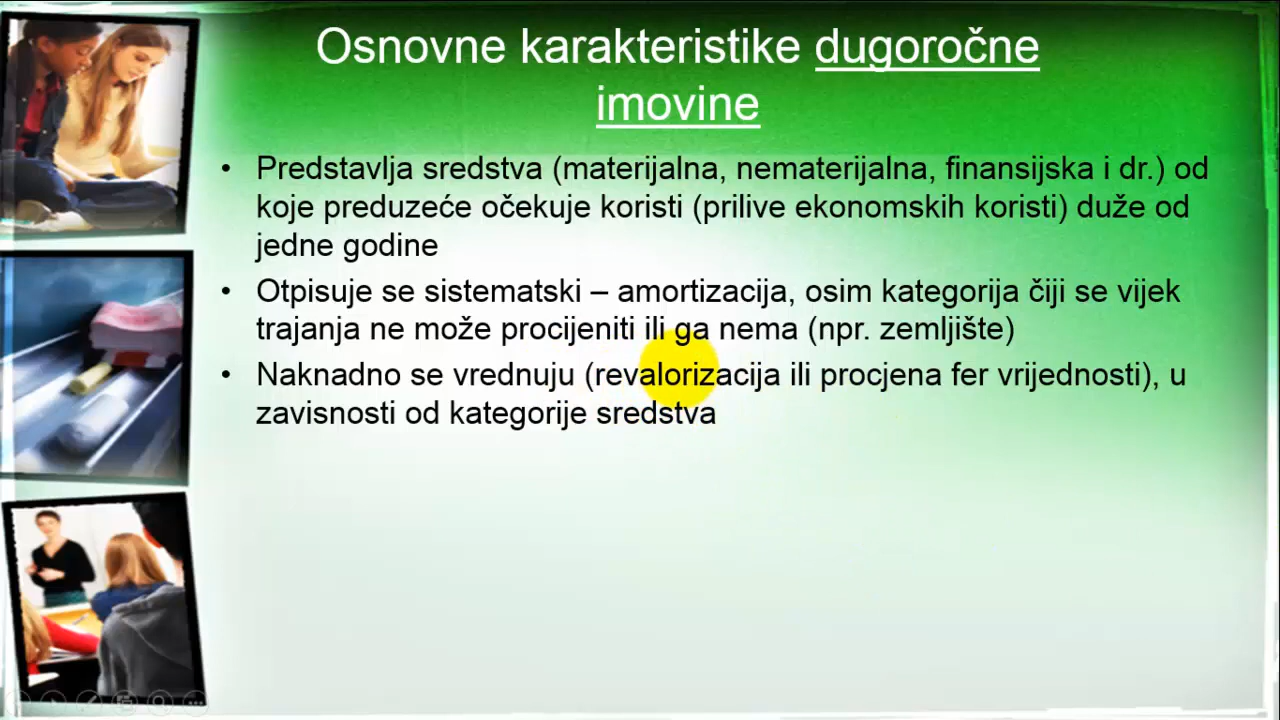 Osnovne karakteristike dugoročne
imovine
• Predstavlja sredstva (materijalna, nematerijalna, finansijska i dr.) od
koje preduzeće očekuje koristi (prilive ekonomskih koristi) duže od
jedne godine
• Otpisuje se sistematski – amortizacija, osim kategorija čiji se vijek
trajanja ne može procijeniti ili ga nema (npr. zemljište)
• Naknadno se vrednuju (revalorizacija ili procjena fer vrijednosti), u
zavisnosti od kategorije sredstva